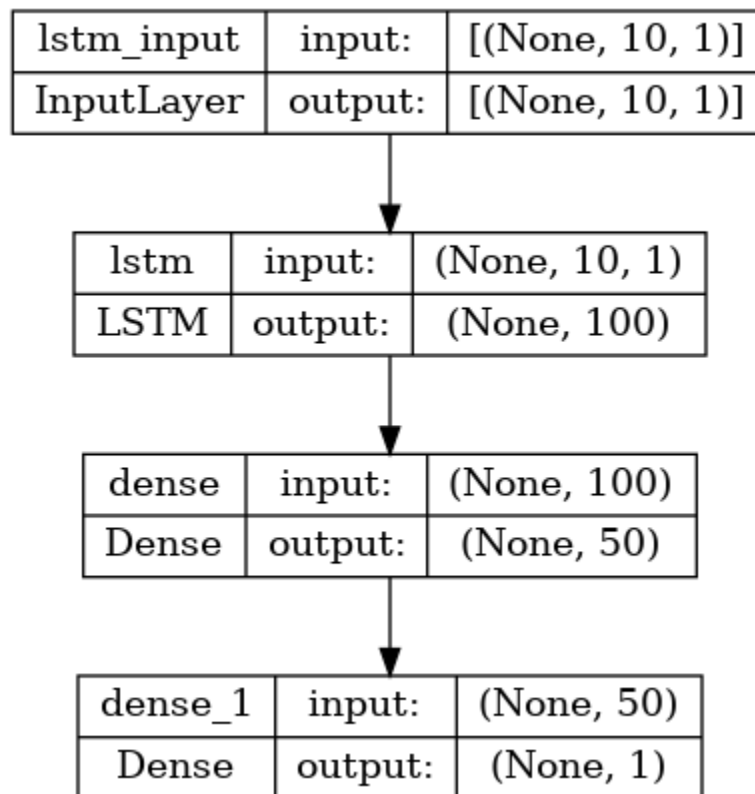 lstm_input input: [(None, 10, 1)]
InputLayer output: [(None, 10, 1)]
lstm input: (None, 10, 1)
LSTM output: (None, 100)
dense input: (None, 100)
Dense output: (None, 50)
dense_1 input: (None, 50)
Dense output: (None, 1)